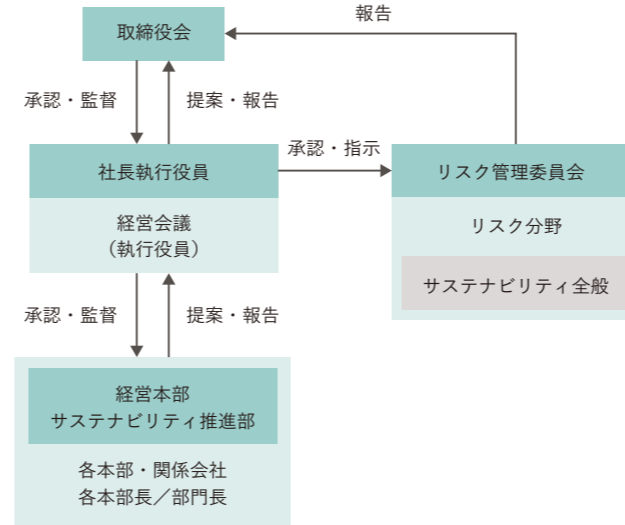 報告
取締役会
承認・監督
提案・報告
承認・指示
社長執行役員
リスク管理委員会
経営会議
（執行役員）
リスク分野
サステナビリティ全般
承認・監督
提案・報告
経営本部
サステナビリティ推進部
各本部・関係会社
各本部長／部門長